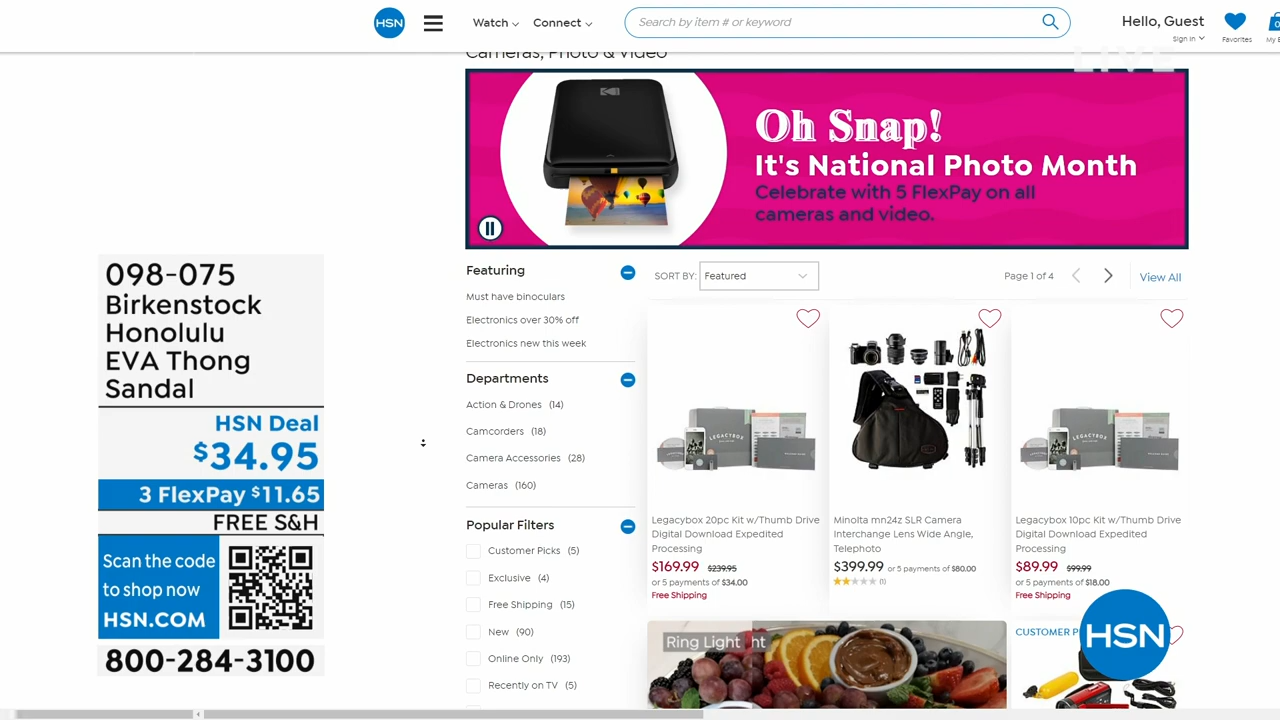 HSN
Watch
Connect
Search by item # or keyword
Hello, Guest
Sign In
Favorites
0
LIVE
Cameras, Photo & Video
Kodak
Oh Snap!
It's National Photo Month
Celebrate with 5 FlexPay on all
cameras and video.
098-075
Birkenstock
Honolulu
EVA Thong
Sandal
HSN Deal
$34.95
3 FlexPay $11.65
FREE S&H
Scan the code
to shop now
HSN.COM
800-284-3100
Featuring
Must have binoculars
Electronics over 30% off
Electronics new this week
Departments
Action & Drones (14)
Camcorders (18)
Camera Accessories (28)
Cameras (160)
Popular Filters
Customer Picks (5)
Exclusive (4)
Free Shipping (15)
New (90)
Online Only (193)
Recently on TV (5)
SORT BY: Featured
Page 1 of 4
View All
LEGACYBOX
LEGACYBOX
Legacybox 20pc Kit w/Thumb Drive
Digital Download Expedited
Processing
$169.99 $239.95
or 5 payments of $34.00
Free Shipping
Minolta mn24z SLR Camera
Interchange Lens Wide Angle,
Telephoto
$399.99 or 5 payments of $80.00
(1)
Legacybox 10pc Kit w/Thumb Drive
Digital Download Expedited
Processing
$89.99 $99.99
or 5 payments of $18.00
Free Shipping
Ring Light
CUSTOMER P
HSN